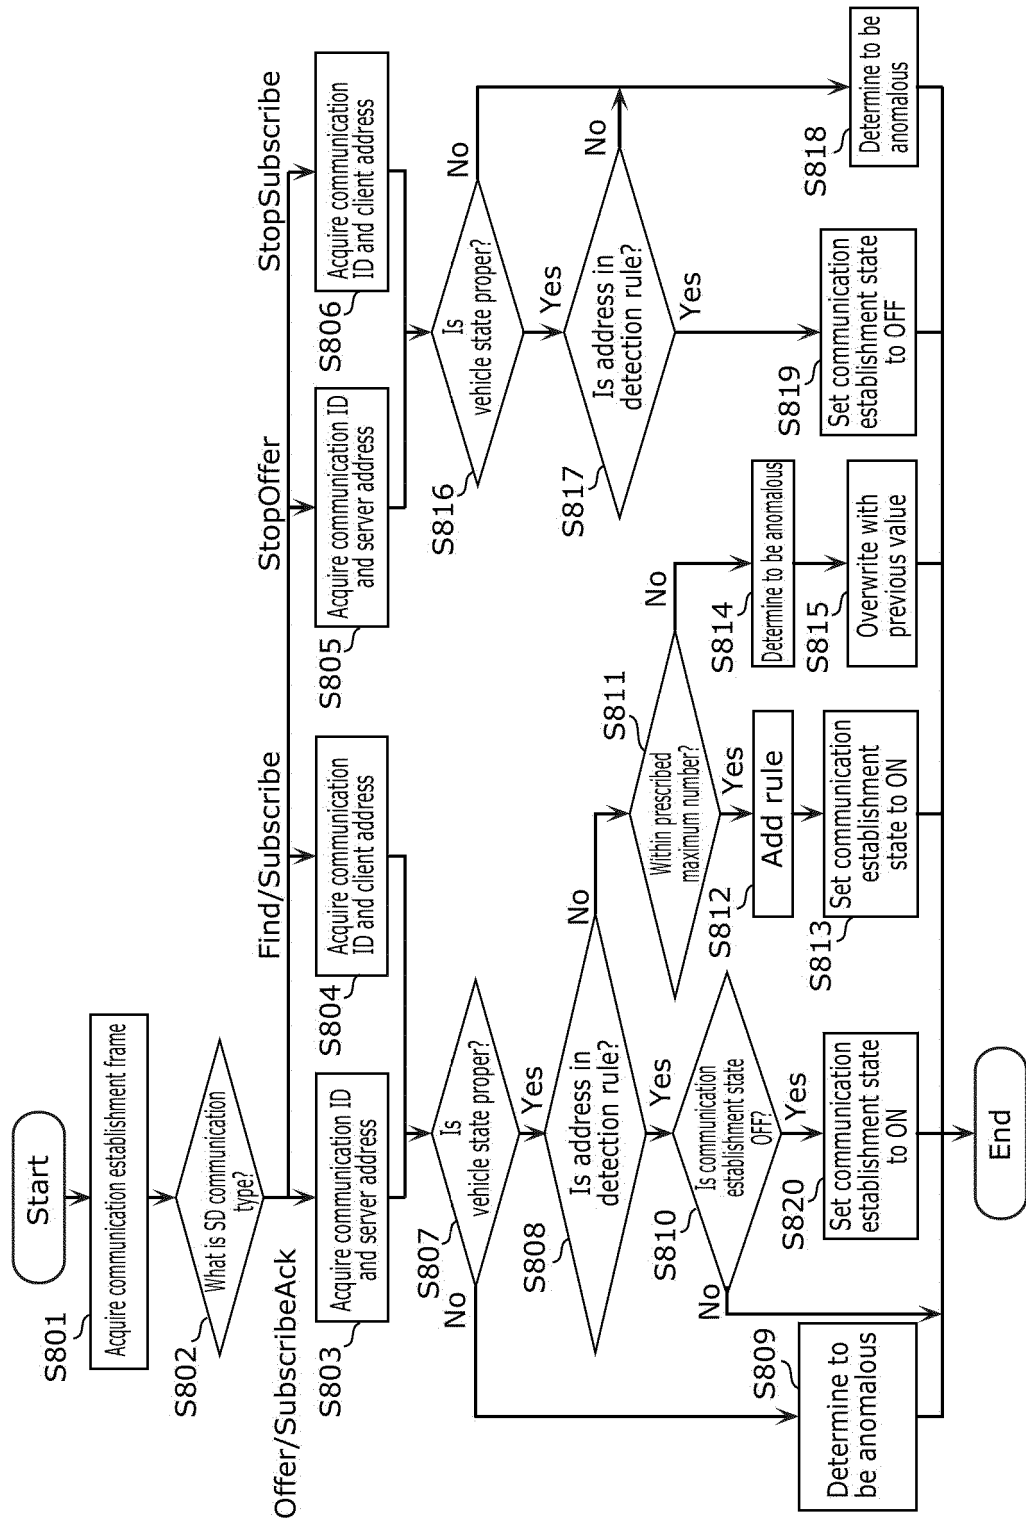 Start
S801
Acquire communication establishment frame
S802
What is SD communication
type?
Offer/SubscribeAck
Find/Subscribe
StopOffer
StopSubscribe
S803
Acquire communication ID
and server address
S804
Acquire communication
ID and client address
S805
Acquire communication ID
and server address
S806
Acquire communication
ID and client address
S807
Is
vehicle state proper?
No
Yes
S808
Is address in
detection rule?
No
Yes
S810
Is communication
establishment state
OFF?
No
Yes
S809
Determine to
be anomalous
S820
Set communication
establishment state
to ON
S811
Within prescribed
maximum number?
No
Yes
S812
Add rule
S813
Set communication
establishment
state to ON
S814
Determine to be anomalous
S815
Overwrite with
previous value
S816
Is
vehicle state proper?
No
Yes
S817
Is address in
detection rule?
No
Yes
S819
Set communication
establishment state
to OFF
S818
Determine to be
anomalous
End